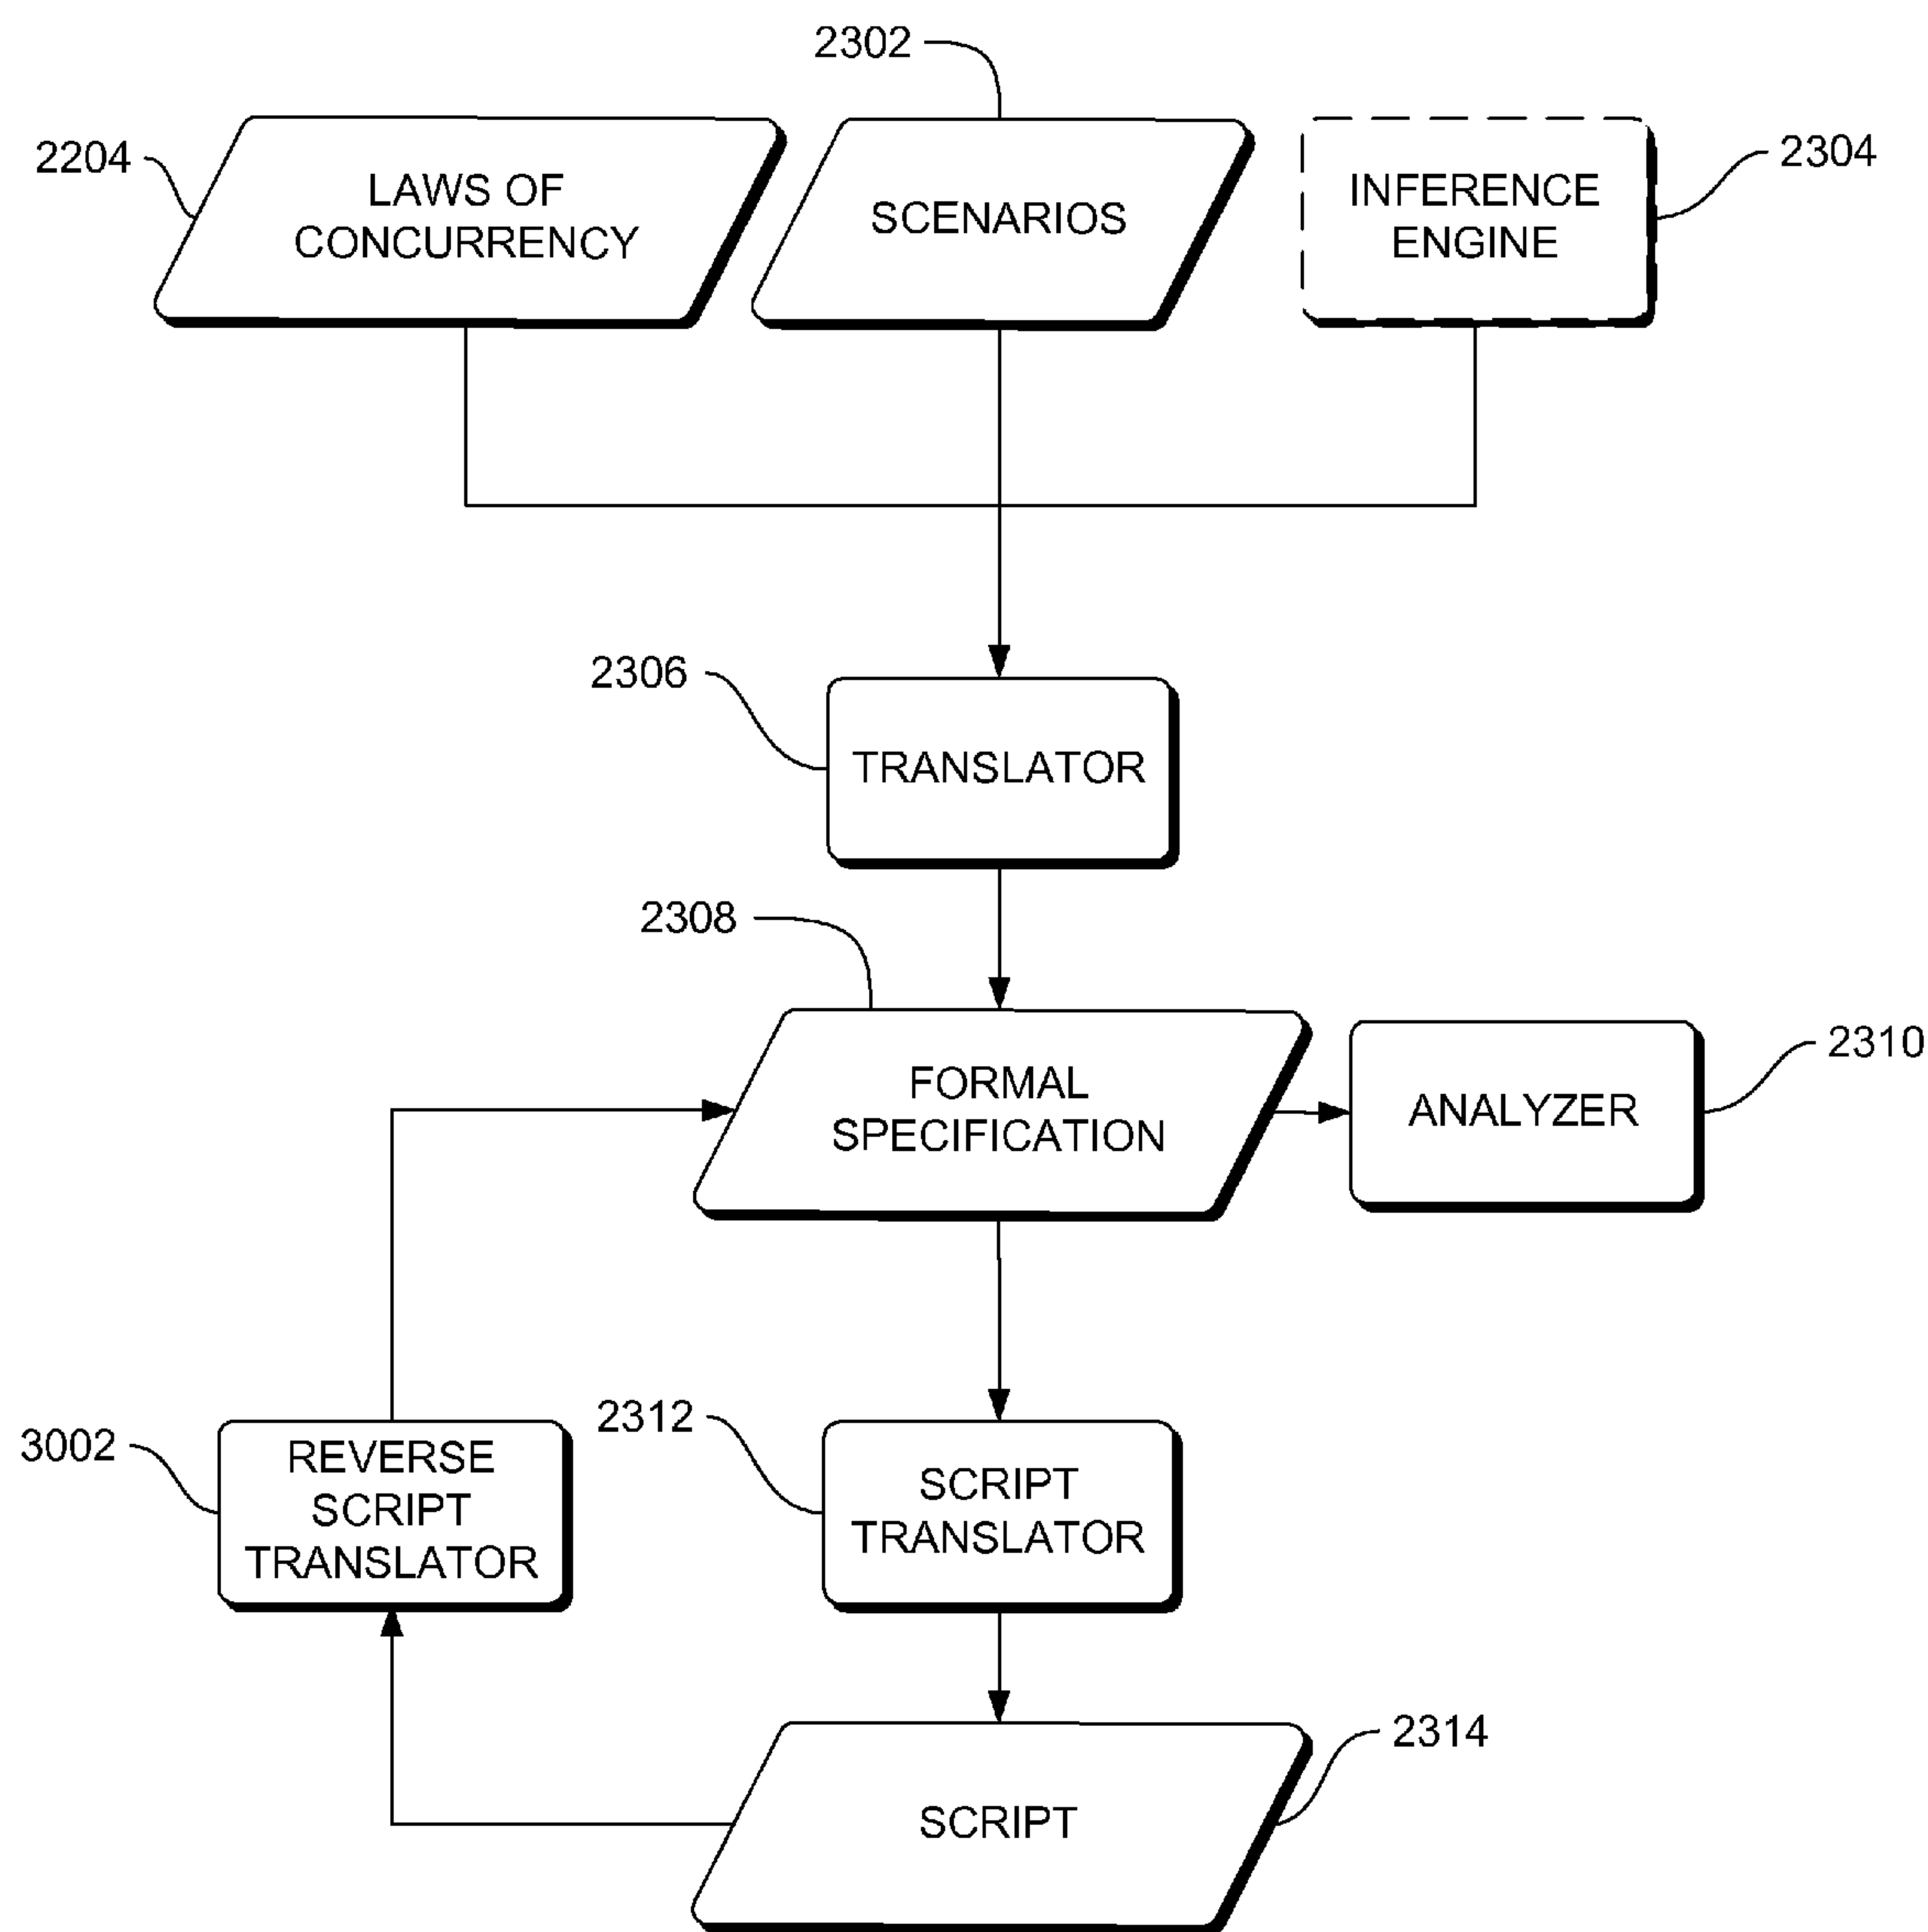 2302
2204
LAWS OF
CONCURRENCY
SCENARIOS
INFERENCE
ENGINE
2304
2306
TRANSLATOR
2308
FORMAL
SPECIFICATION
ANALYZER
2310
3002
REVERSE
SCRIPT
TRANSLATOR
2312
SCRIPT
TRANSLATOR
SCRIPT
2314